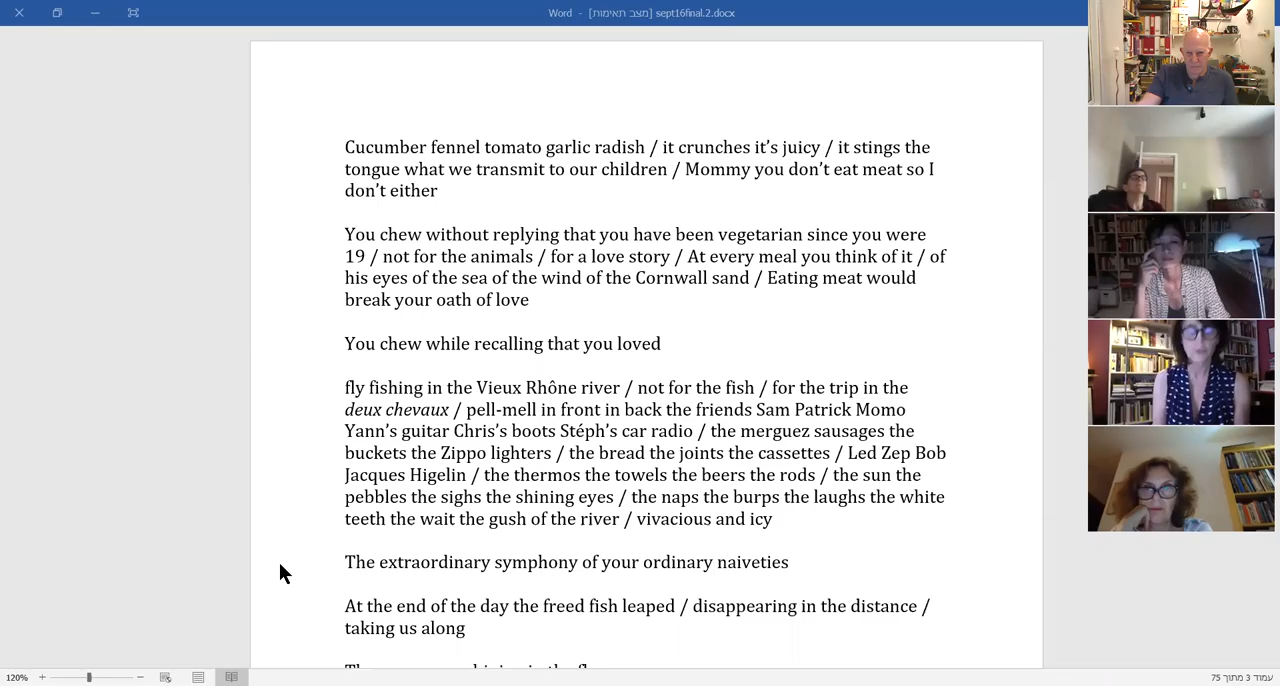 Word - [מצב תאימות] sept16final.2.docx
Cucumber fennel tomato garlic radish / it crunches it’s juicy / it stings the
tongue what we transmit to our children / Mommy you don’t eat meat so I
don’t either
You chew without replying that you have been vegetarian since you were
19 / not for the animals / for a love story / At every meal you think of it / of
his eyes of the sea of the wind of the Cornwall sand / Eating meat would
break your oath of love
You chew while recalling that you loved
fly fishing in the Vieux Rhône river / not for the fish / for the trip in the
deux chevaux / pell-mell in front in back the friends Sam Patrick Momo
Yann’s guitar Chris’s boots Stéph’s car radio / the merguez sausages the
buckets the Zippo lighters / the bread the joints the cassettes / Led Zep Bob
Jacques Higelin / the thermos the towels the beers the rods / the sun the
pebbles the sighs the shining eyes / the naps the burps the laughs the white
teeth the wait the gush of the river / vivacious and icy
The extraordinary symphony of your ordinary naiveties
At the end of the day the freed fish leaped / disappearing in the distance /
taking us along
120%
עמוד 3 מתוך 75